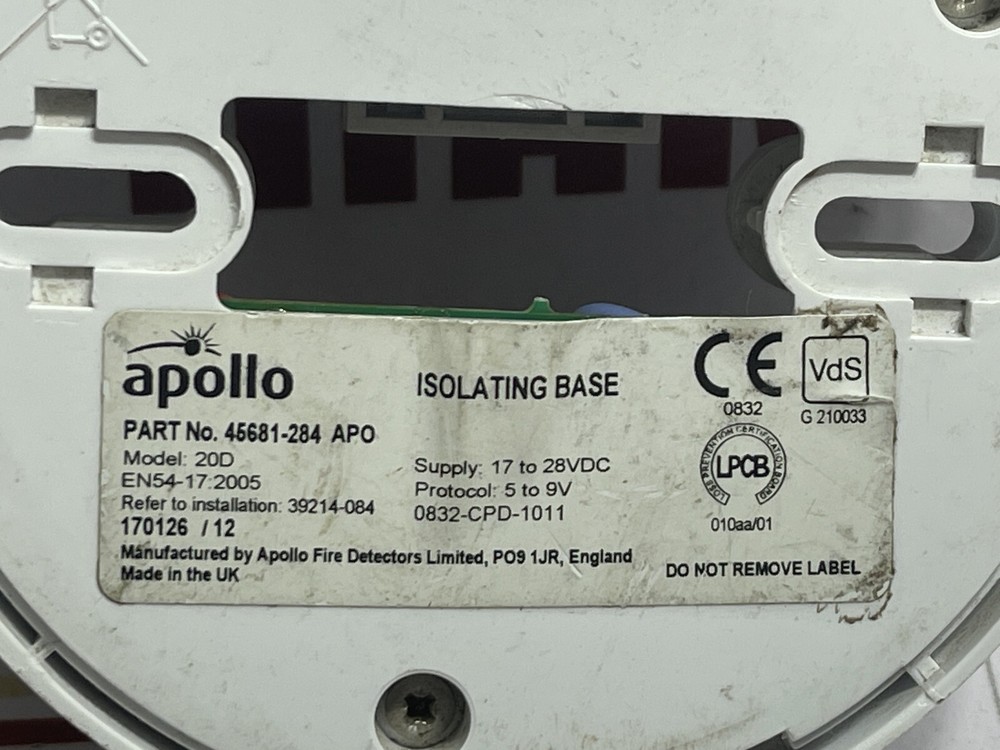 apollo
ISOLATING BASE
CE
0832
VdS
G 210033
PART No. 45681-284 APO
Model: 20D
EN54-17:2005
Refer to installation: 39214-084
170126 / 12
Supply: 17 to 28VDC
Protocol: 5 to 9V
0832-CPD-1011
LOSS PREVENTION CERTIFICATION BOARD
LPCB
010aa/01
Manufactured by Apollo Fire Detectors Limited, PO9 1JR, England
Made in the UK
DO NOT REMOVE LABEL